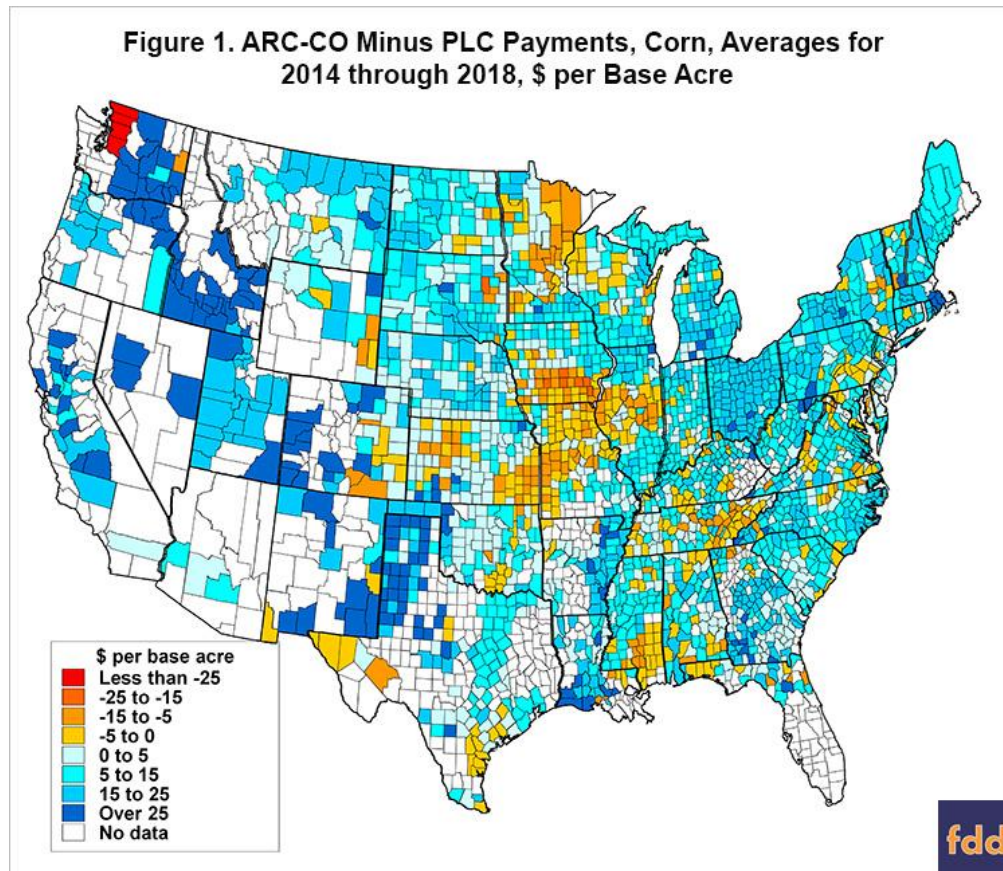 Figure 1. ARC-CO Minus PLC Payments, Corn, Averages for
2014 through 2018, $ per Base Acre
$ per base acre
Less than -25
-25 to -15
-15 to -5
-5 to 0
0 to 5
5 to 15
15 to 25
Over 25
No data
fdd